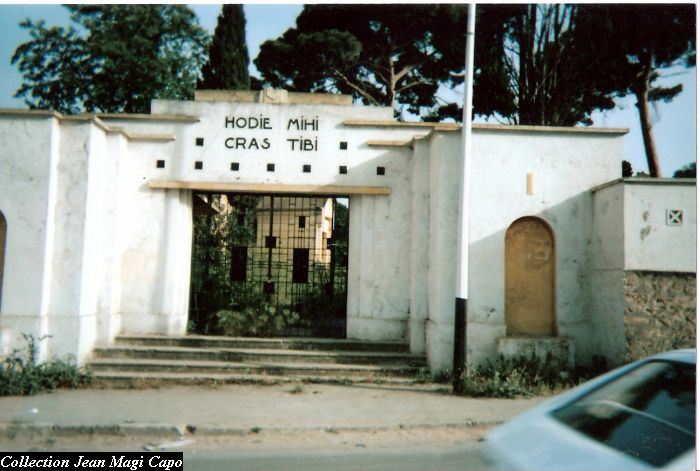 HODIE MIHI
CRAS TIBI
Collection Jean Magi Capo